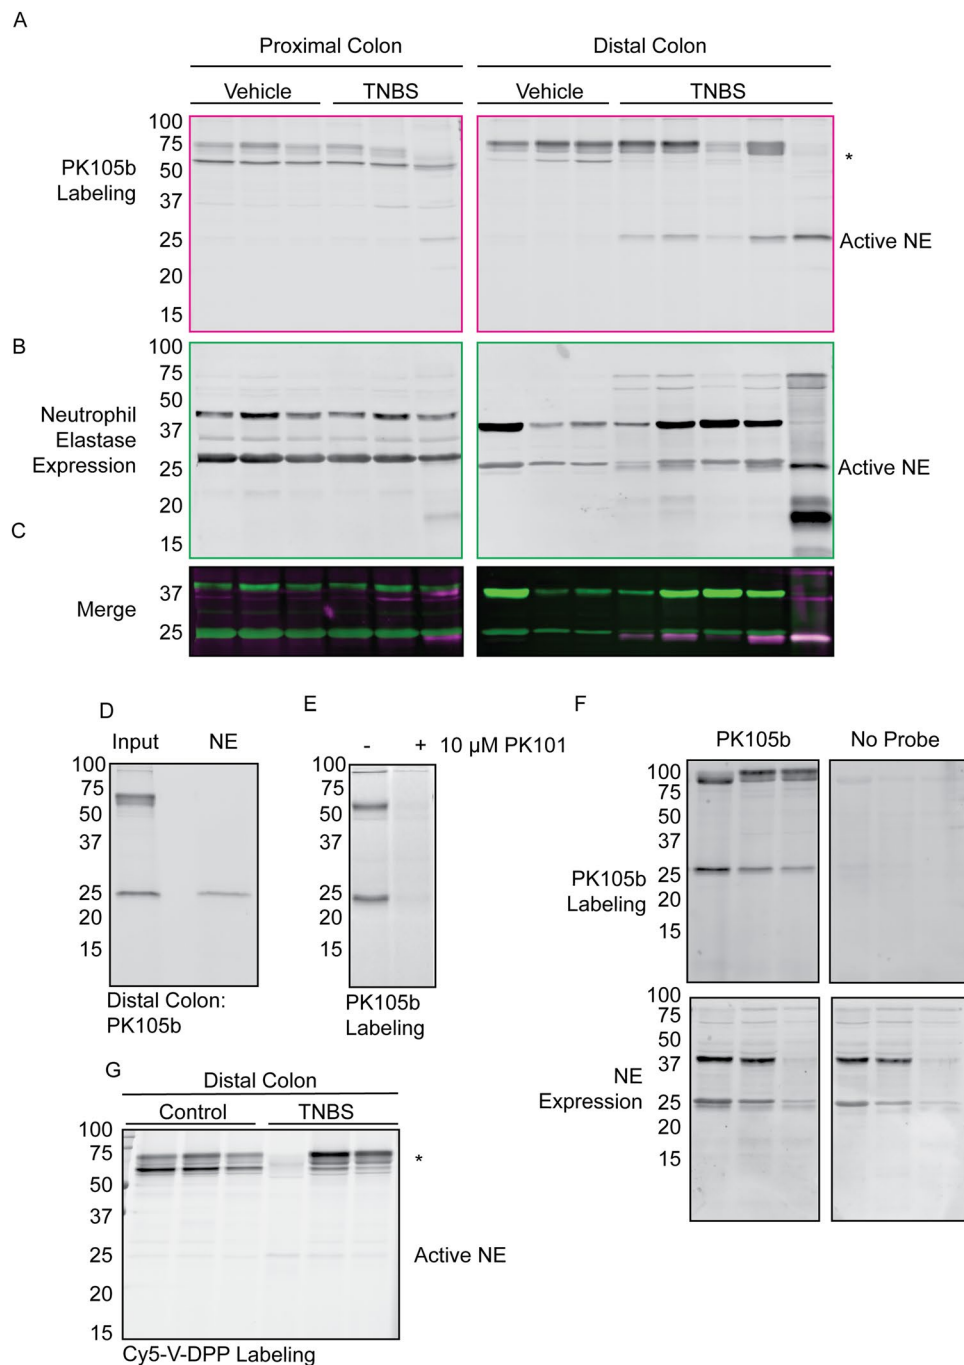 A
Proximal Colon
Distal Colon
Vehicle
TNBS
Vehicle
TNBS
100
75
50
37
25
20
15
PK105b
Labeling
*
Active NE
B
100
75
50
37
25
20
15
Neutrophil
Elastase
Expression
Active NE
C
Merge
37
25
D
Input
NE
100
75
50
37
25
20
15
Distal Colon:
PK105b
E
-
+
10 µM PK101
100
75
50
37
25
20
15
PK105b
Labeling
F
PK105b
No Probe
100
75
50
37
25
20
15
PK105b
Labeling
100
75
50
37
25
20
15
NE
Expression
G
Distal Colon
Control
TNBS
100
75
50
37
25
20
15
*
Active NE
Cy5-V-DPP Labeling